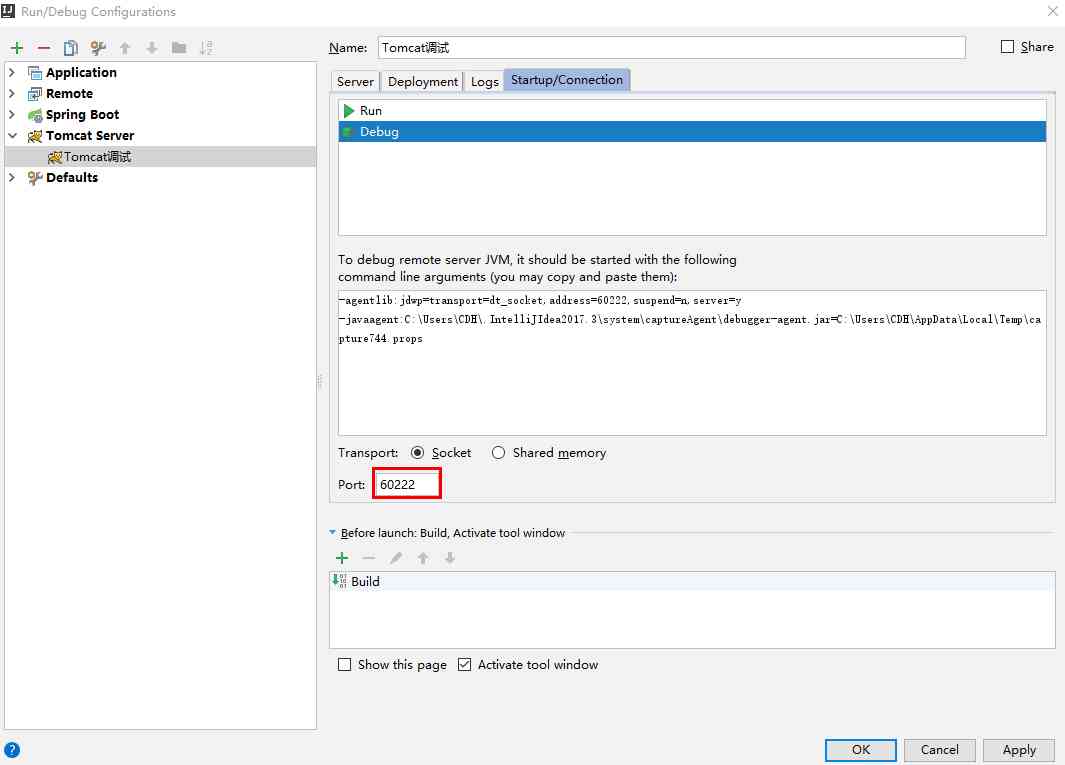 Run/Debug Configurations
Name: Tomcat调试
Share
Application
Remote
Spring Boot
Tomcat Server
Tomcat调试
Defaults
Server Deployment Logs Startup/Connection
Run
Debug
To debug remote server JVM, it should be started with the following
command line arguments (you may copy and paste them):
-agentlib:jdwp=transport=dt_socket,address=60222,suspend=n,server=y
-javaagent:C:\Users\CDH\.IntelliJIdea2017.3\system\captureAgent\debugger-agent.jar=C:\Users\CDH\AppData\Local\Temp\ca
pture744.props
Transport: Socket Shared memory
Port: 60222
Before launch: Build, Activate tool window
Build
Show this page Activate tool window
OK Cancel Apply